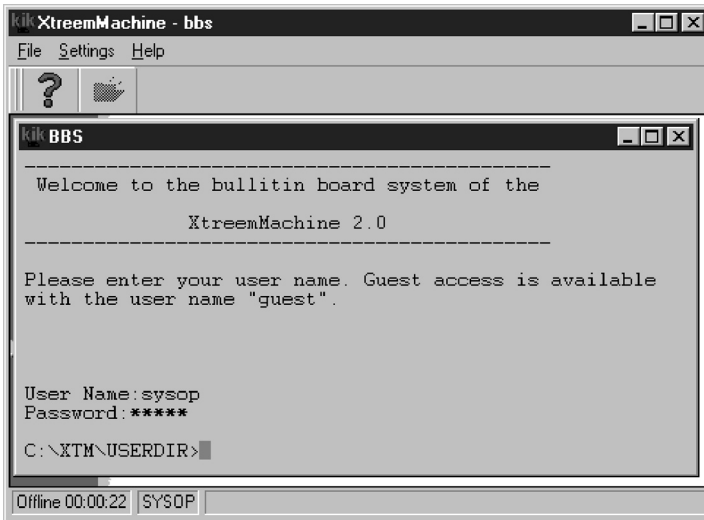 kik XtreemMachine - bbs
File Settings Help
?
kik BBS
Welcome to the bullitin board system of the
XtreemMachine 2.0
Please enter your user name. Guest access is available
with the user name "guest".
User Name:sysop
Password:*****
C:\XTM\USERDIR>
Offline 00:00:22 SYSOP